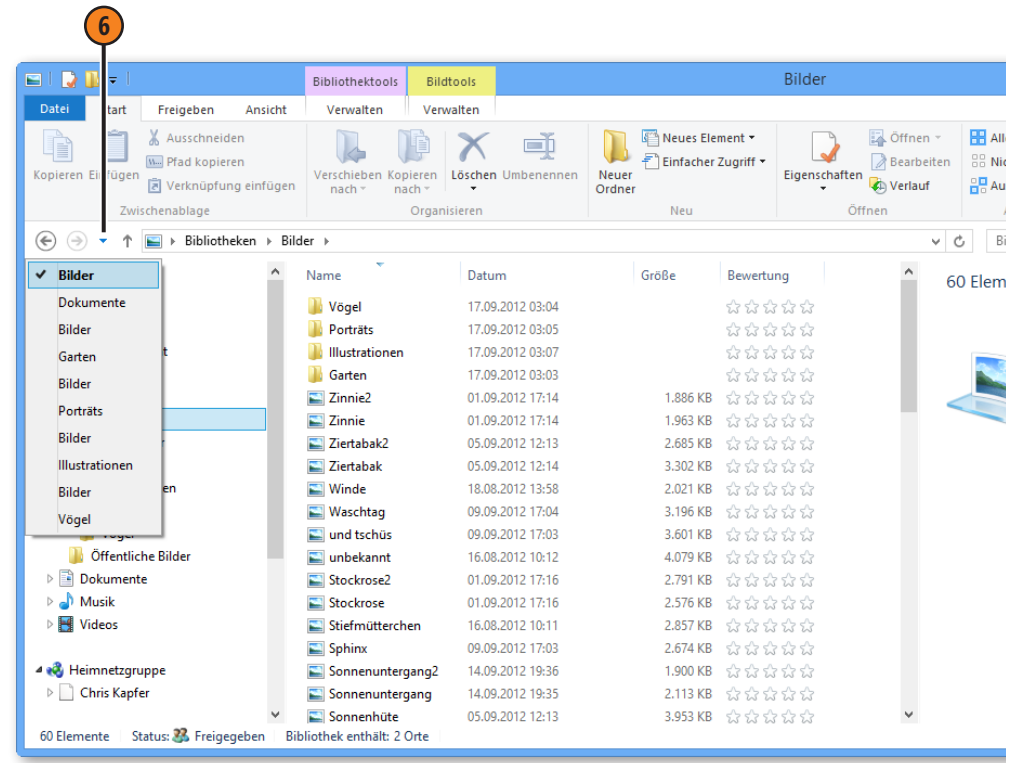 6
Bibliothektools Bildtools Bilder
Datei Start Freigeben Ansicht Verwalten Verwalten
Kopieren Einfügen Ausschneiden
Pfad kopieren
Verknüpfung einfügen
Zwischenablage
Verschieben nach Kopieren nach Löschen Umbenennen
Organisieren
Neuer Ordner Neues Element
Einfacher Zugriff
Neu
Eigenschaften Öffnen
Bearbeiten
Verlauf
Öffnen
All
Nic
Au
Bibliotheken Bilder Bi
Bilder
Dokumente
Bilder
Garten
Bilder
Porträts
Bilder
Illustrationen
Bilder
Vögel
t
en
Vögel
Öffentliche Bilder
Dokumente
Musik
Videos
Heimnetzgruppe
Chris Kapfer
Name Datum Größe Bewertung
Vögel 17.09.2012 03:04
Porträts 17.09.2012 03:05
Illustrationen 17.09.2012 03:07
Garten 17.09.2012 03:03
Zinnie2 01.09.2012 17:14 1.886 KB
Zinnie 01.09.2012 17:14 1.963 KB
Ziertabak2 05.09.2012 12:13 2.685 KB
Ziertabak 05.09.2012 12:14 3.302 KB
Winde 18.08.2012 13:58 2.021 KB
Waschtag 09.09.2012 17:04 3.196 KB
und tschüs 09.09.2012 17:03 3.601 KB
unbekannt 16.08.2012 10:12 4.079 KB
Stockrose2 01.09.2012 17:16 2.791 KB
Stockrose 01.09.2012 17:16 2.576 KB
Stiefmütterchen 16.08.2012 10:11 2.857 KB
Sphinx 09.09.2012 17:03 2.674 KB
Sonnenuntergang2 14.09.2012 19:36 1.900 KB
Sonnenuntergang 14.09.2012 19:35 2.113 KB
Sonnenhüte 05.09.2012 12:13 3.953 KB
60 Elem
60 Elemente Status: Freigegeben Bibliothek enthält: 2 Orte